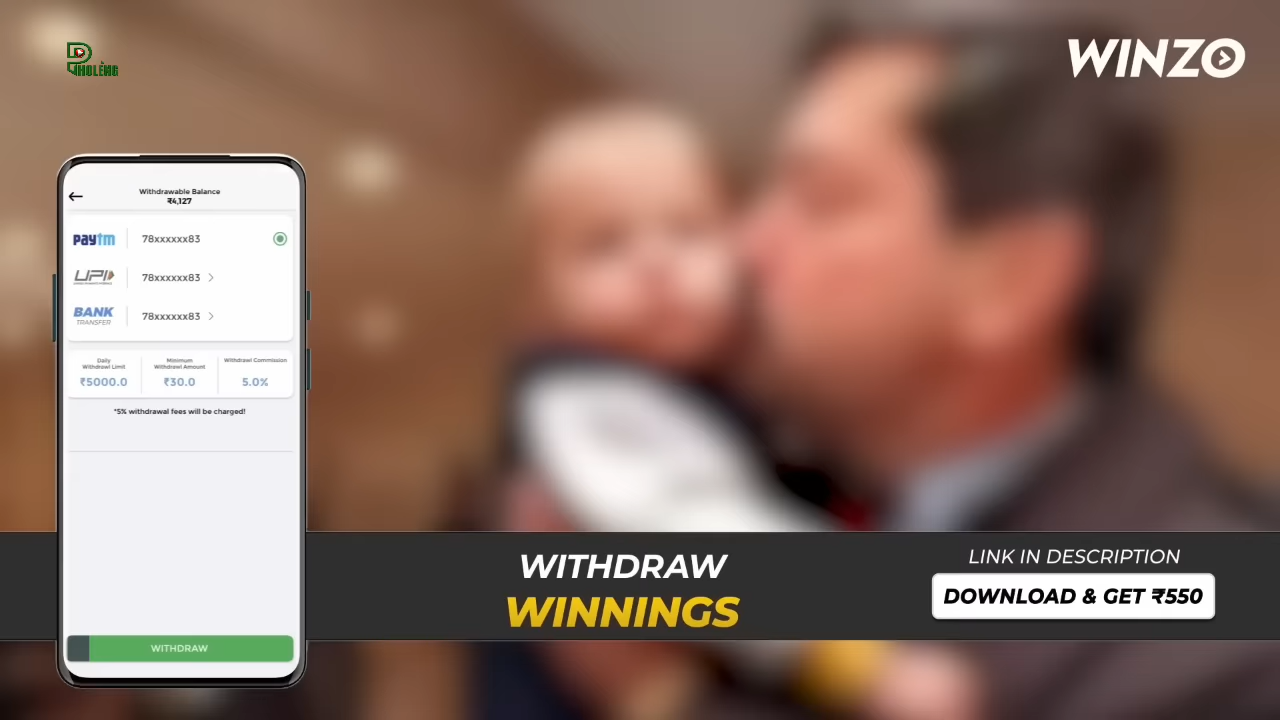 WINZO
Withdrawable Balance
₹4,127
paytm
78xxxxxx83
UPI
78xxxxxx83
BANK
TRANSFER
78xxxxxx83
Daily
Withdrawl Limit
₹5000.0
Minimum
Withdrawl Amount
₹30.0
Withdrawl Commission
5.0%
*5% withdrawal fees will be charged!
WITHDRAW
WITHDRAW
WINNINGS
LINK IN DESCRIPTION
DOWNLOAD & GET ₹550